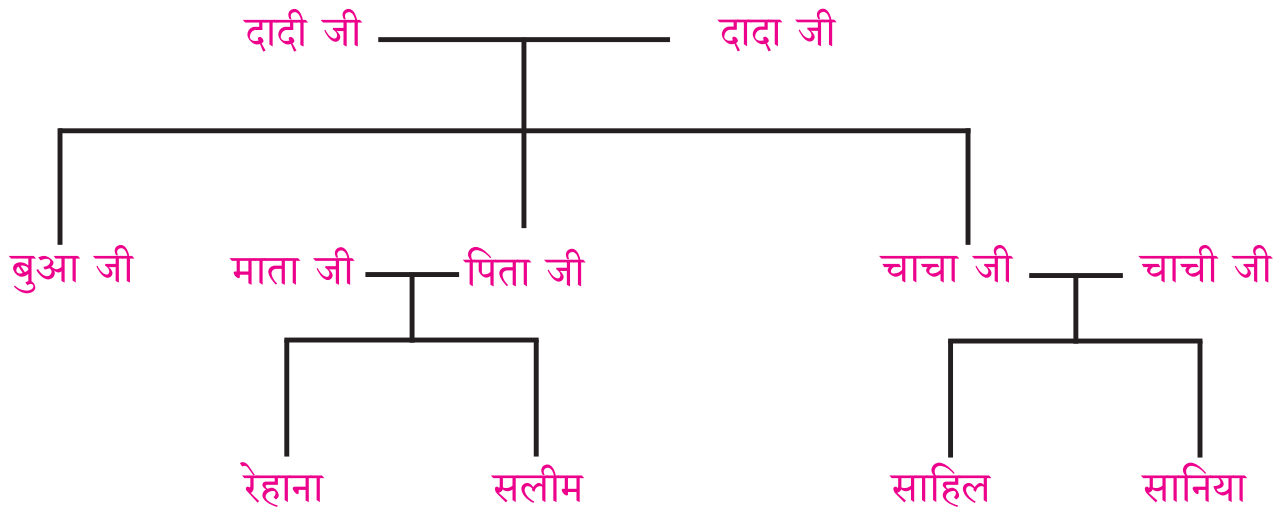 दादी जी दादा जी
बुआ जी माता जी पिता जी चाचा जी चाची जी
रेहाना सलीम साहिल सानिया